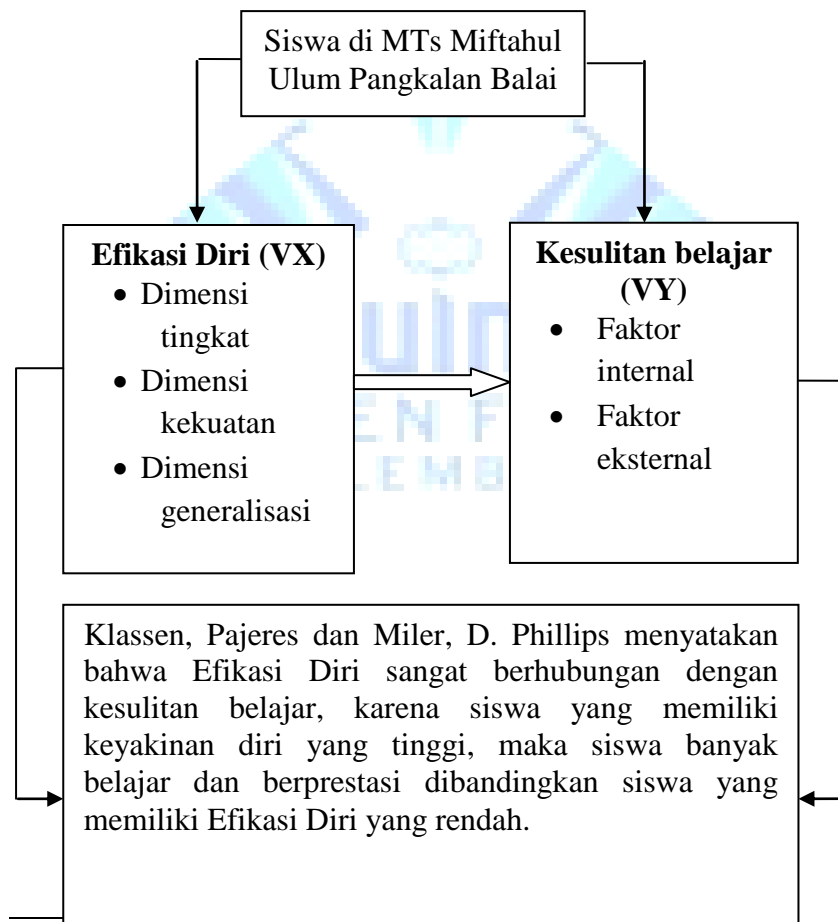 Siswa di MTs Miftahul
Ulum Pangkalan Balai
Efikasi Diri (VX)
• Dimensi
tingkat
• Dimensi
kekuatan
• Dimensi
generalisasi
Kesulitan belajar
(VY)
• Faktor
internal
• Faktor
eksternal
Klassen, Pajeres dan Miler, D. Phillips menyatakan
bahwa Efikasi Diri sangat berhubungan dengan
kesulitan belajar, karena siswa yang memiliki
keyakinan diri yang tinggi, maka siswa banyak
belajar dan berprestasi dibandingkan siswa yang
memiliki Efikasi Diri yang rendah.